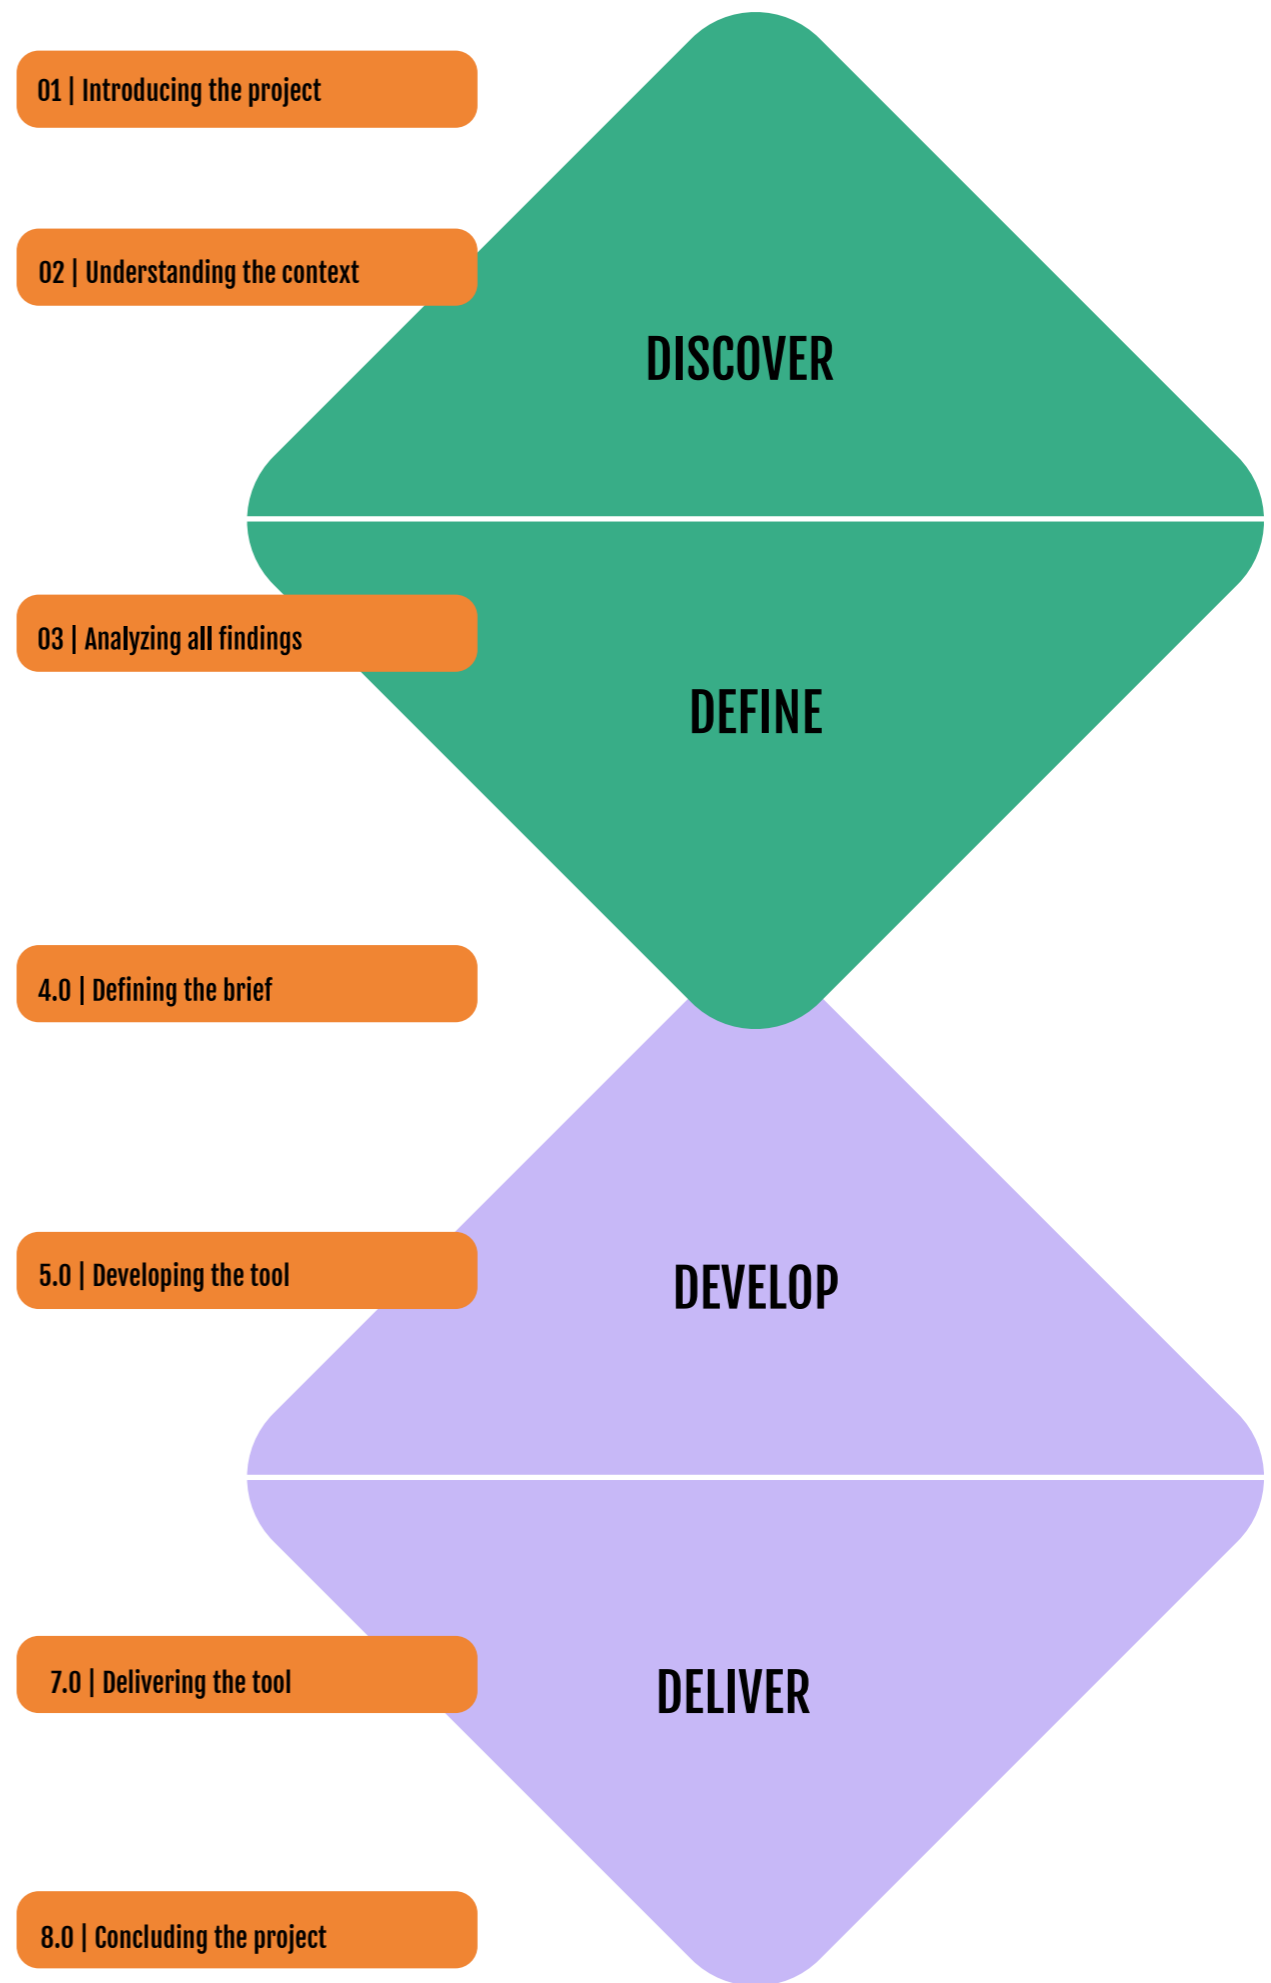 01 | Introducing the project
02 | Understanding the context
DISCOVER
03 | Analyzing all findings
DEFINE
4.0 | Defining the brief
5.0 | Developing the tool
DEVELOP
7.0 | Delivering the tool
DELIVER
8.0 | Concluding the project